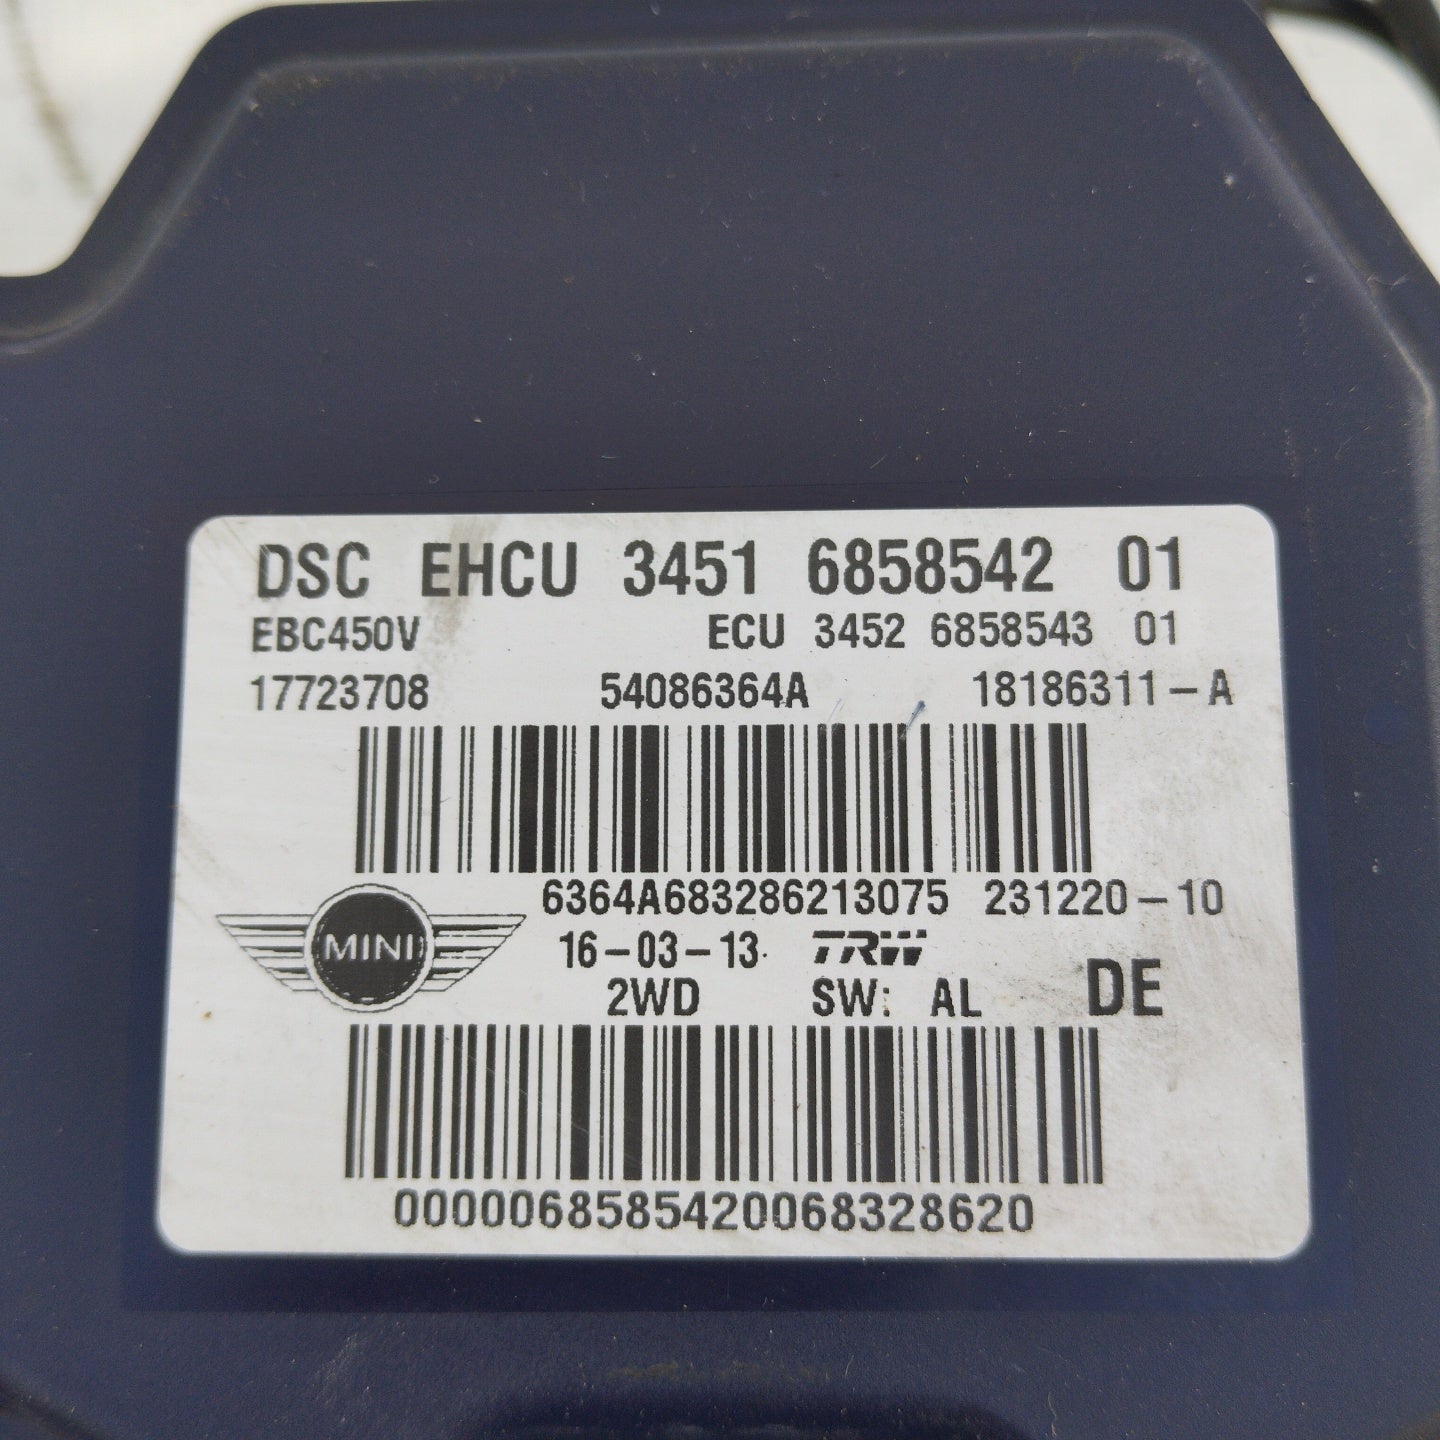 DSC EHCU 3451 6858542 01
EBC450V ECU 3452 6858543 01
17723708 54086364A 18186311-A
6364A683286213075 231220-10
MINI 16-03-13 TRW
2WD SW: AL DE
00000685854200683286​20